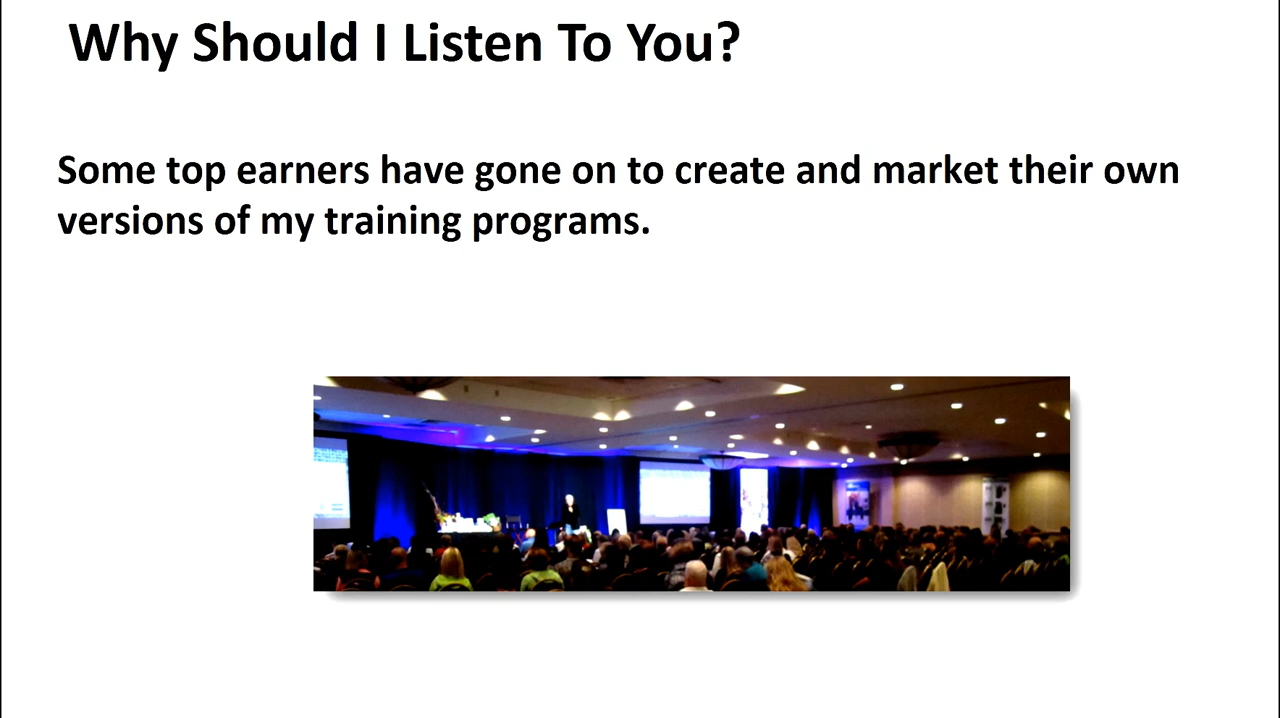 Why Should I Listen To You?
Some top earners have gone on to create and market their own
versions of my training programs.